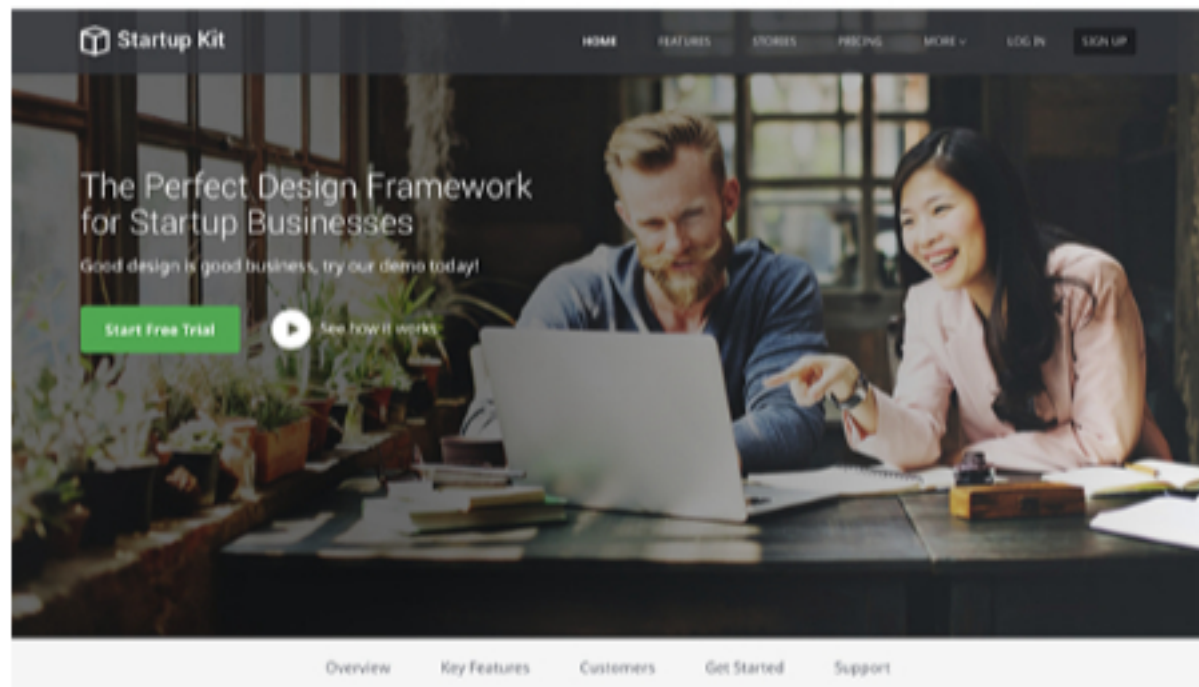 Startup Kit
HOME FEATURES STORIES PRICING MORE LOG IN SIGN UP
The Perfect Design Framework
for Startup Businesses
Good design is good business, try our demo today!
Start Free Trial
See how it works
Overview Key Features Customers Get Started Support